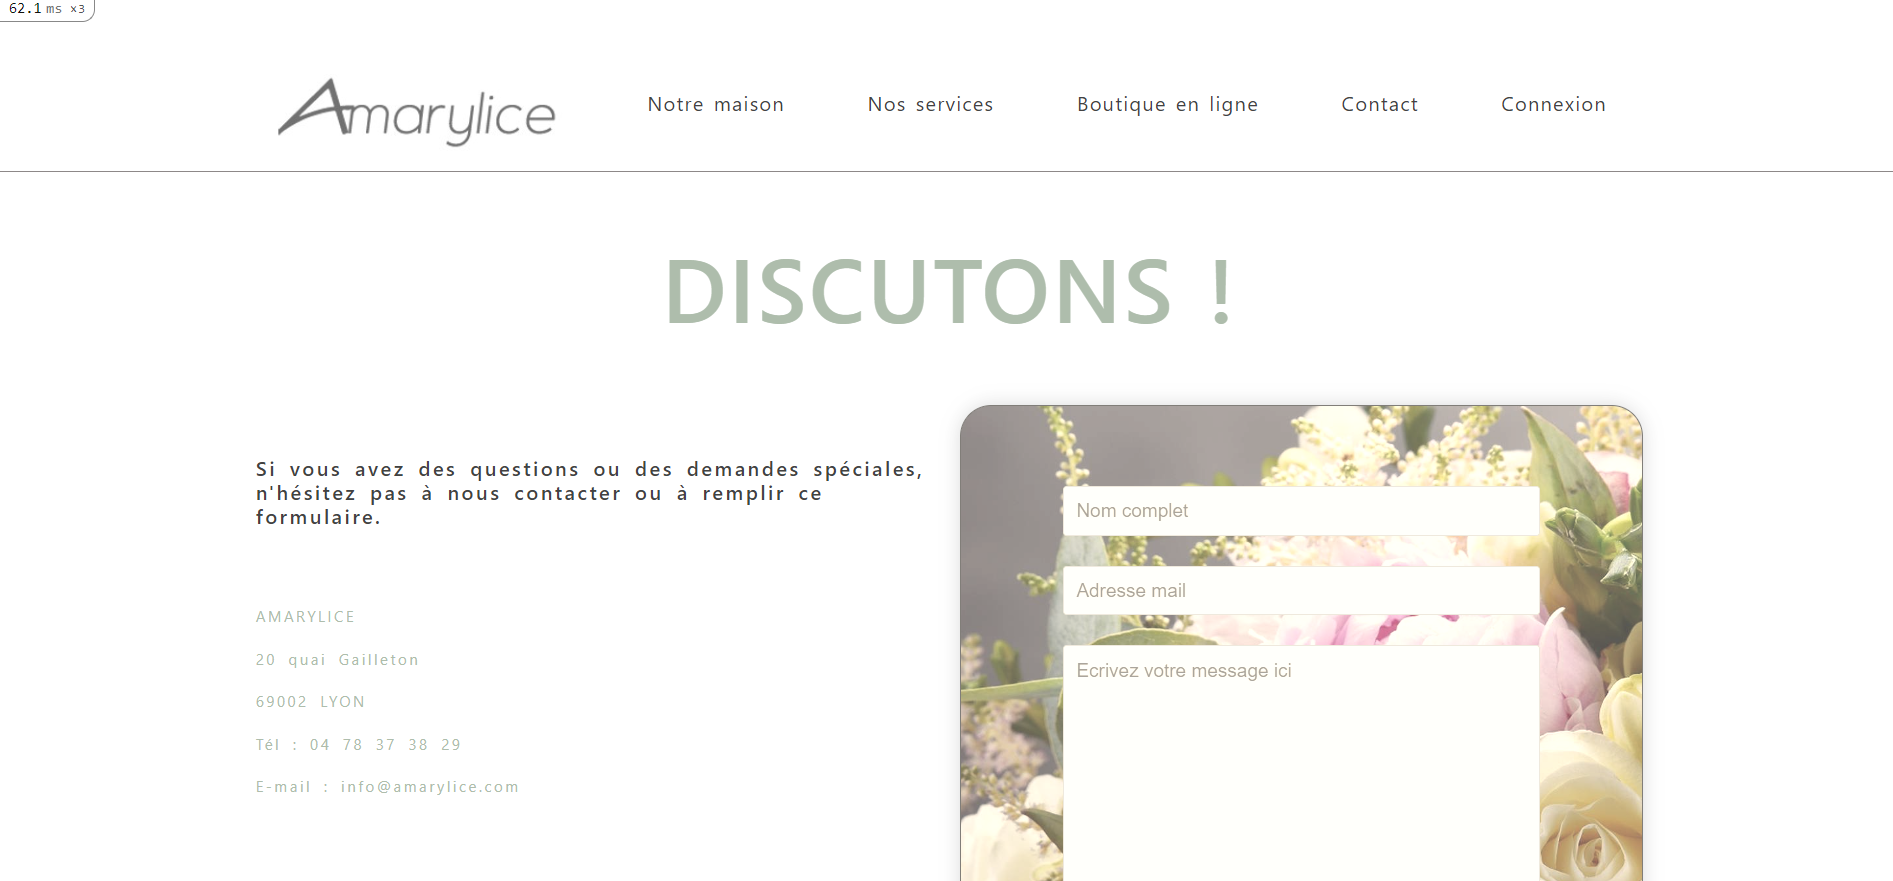 62.1 ms x3
Amarylice
Notre maison
Nos services
Boutique en ligne
Contact
Connexion
DISCUTONS !
Si vous avez des questions ou des demandes spéciales,
n'hésitez pas à nous contacter ou à remplir ce
formulaire.
AMARYLICE
20 quai Gailleton
69002 LYON
Tél : 04 78 37 38 29
E-mail : info@amarylice.com
Nom complet
Adresse mail
Ecrivez votre message ici